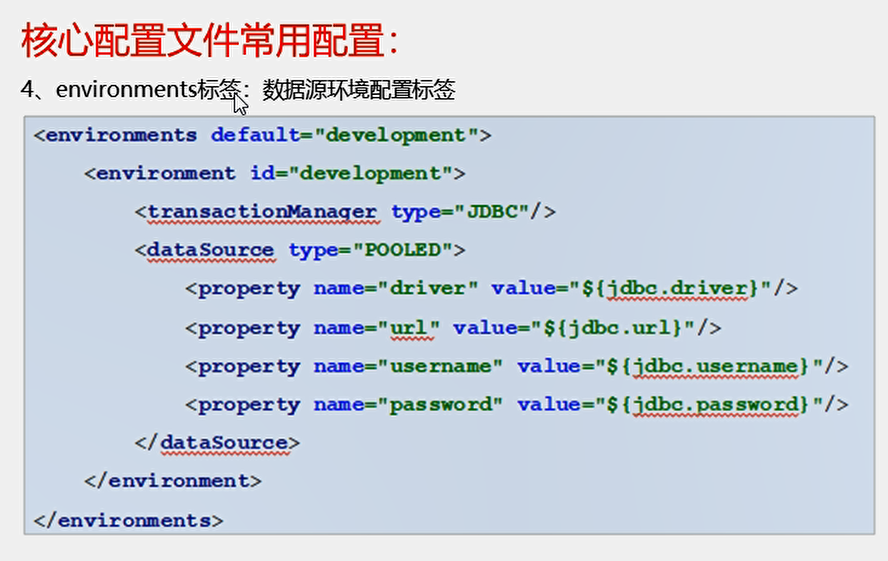 核心配置文件常用配置：
4、environments标签：数据源环境配置标签
<environments default="development">
<environment id="development">
<transactionManager type="JDBC"/>
<dataSource type="POOLED">
<property name="driver" value="${jdbc.driver}"/>
<property name="url" value="${jdbc.url}"/>
<property name="username" value="${jdbc.username}"/>
<property name="password" value="${jdbc.password}"/>
</dataSource>
</environment>
</environments>